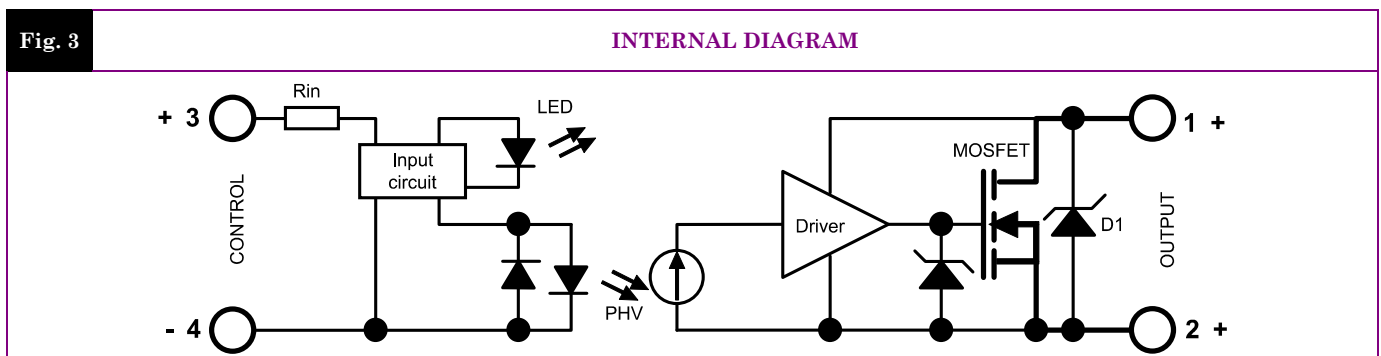 Fig. 3
INTERNAL DIAGRAM
+ 3
Rin
LED
1 +
Input
circuit
MOSFET
CONTROL
Driver
D1
OUTPUT
PHV
- 4
2 +